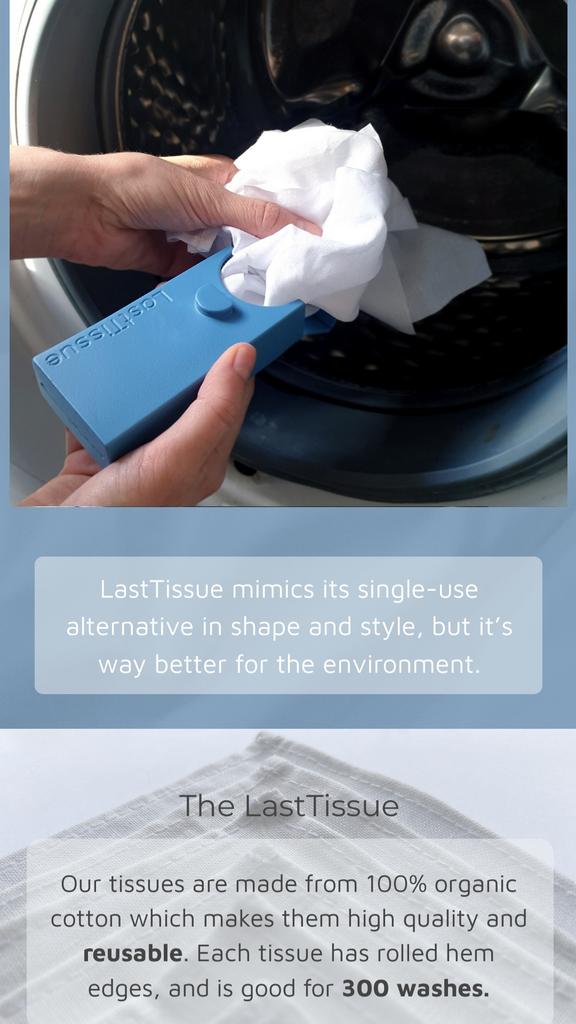 LastTissue
LastTissue mimics its single-use
alternative in shape and style, but it's
way better for the environment.
The LastTissue
Our tissues are made from 100% organic
cotton which makes them high quality and
reusable. Each tissue has rolled hem
edges, and is good for 300 washes.